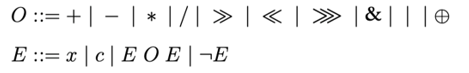 O ::= + | − | ∗ | / | ≫ | ≪ | ⋙ | & | | | ⊕
E ::= x | c | E O E | ¬E